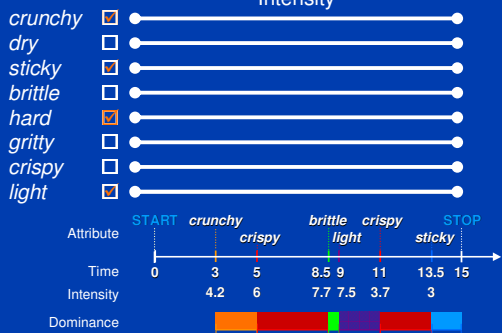 Intensity
crunchy
dry
sticky
brittle
hard
gritty
crispy
light
START crunchy brittle crispy STOP
Attribute crispy light sticky
Time 0 3 5 8.5 9 11 13.5 15
Intensity 4.2 6 7.7 7.5 3.7 3
Dominance